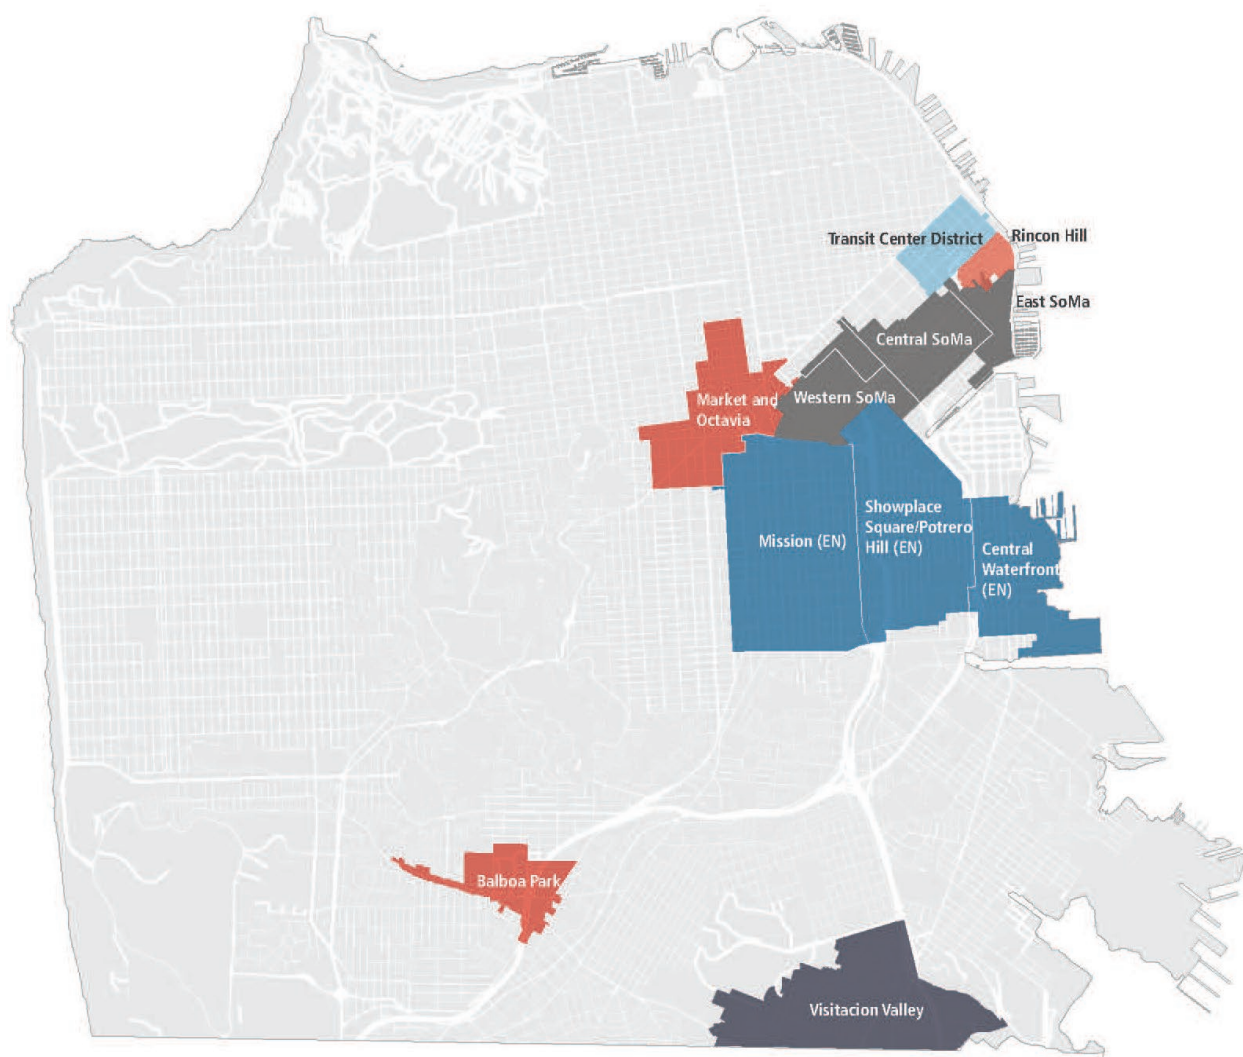 Transit Center District
Rincon Hill
East SoMa
Central SoMa
Western SoMa
Market and
Octavia
Showplace
Square/Potrero
Hill (EN)
Mission (EN)
Central
Waterfront
(EN)
Balboa Park
Visitacion Valley